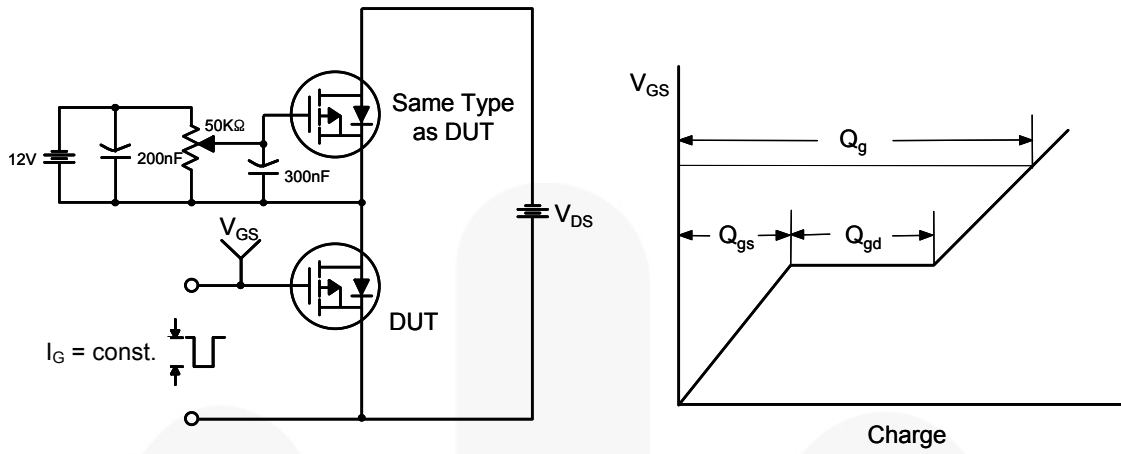 12V
200nF
50KΩ
300nF
Same Type
as DUT
V_GS
DUT
I_G = const.
V_DS
V_GS
Q_g
Q_gs
Q_gd
Charge